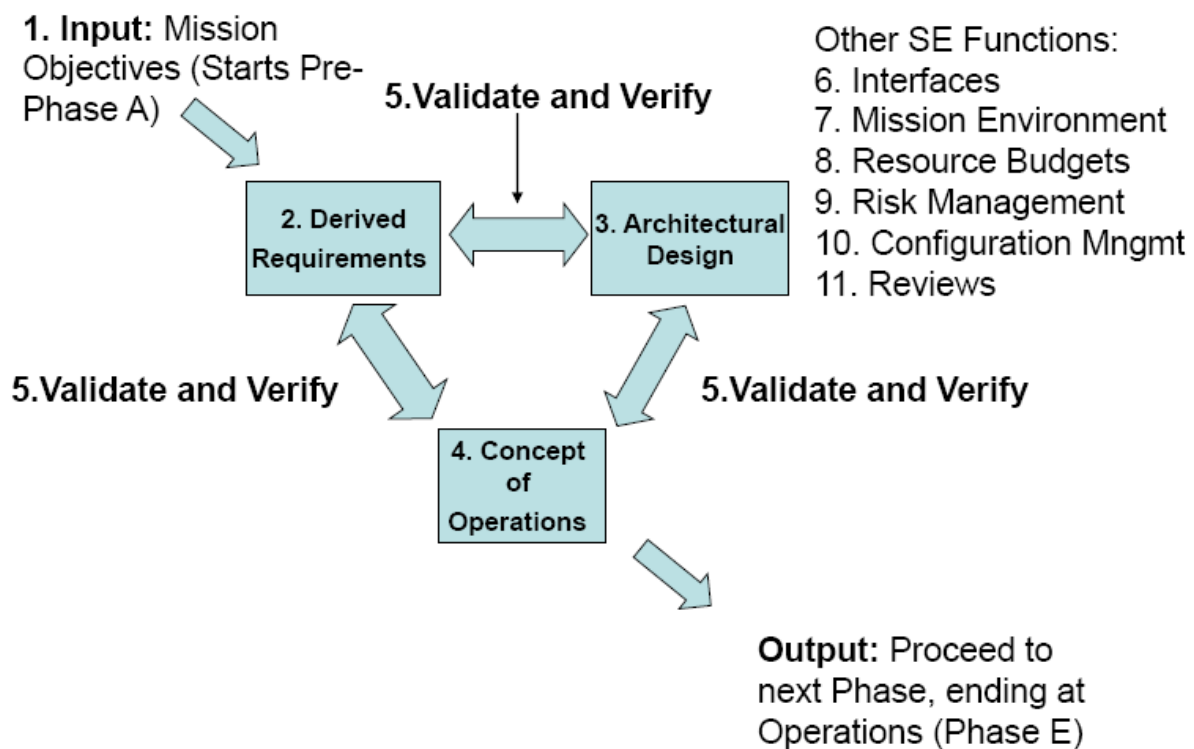 1. Input: Mission
Objectives (Starts Pre-
Phase A)
5.Validate and Verify
Other SE Functions:
6. Interfaces
7. Mission Environment
8. Resource Budgets
9. Risk Management
10. Configuration Mngmt
11. Reviews
2. Derived
Requirements
3. Architectural
Design
5.Validate and Verify
5.Validate and Verify
4. Concept
of
Operations
Output: Proceed to
next Phase, ending at
Operations (Phase E)